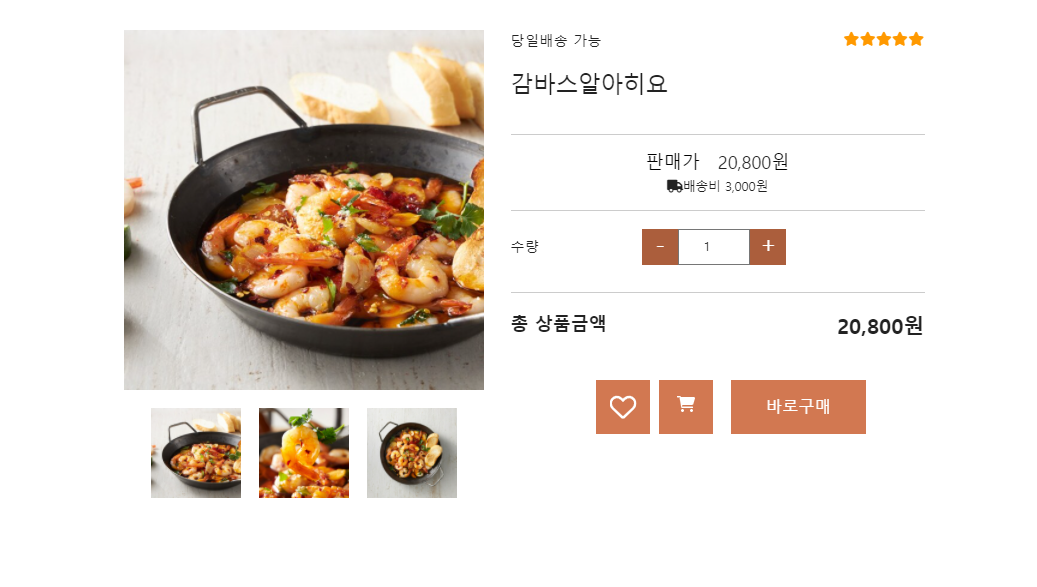 당일배송 가능
감바스알아히요
판매가 20,800원
배송비 3,000원
수량 - 1 +
총 상품금액 20,800원
바로구매